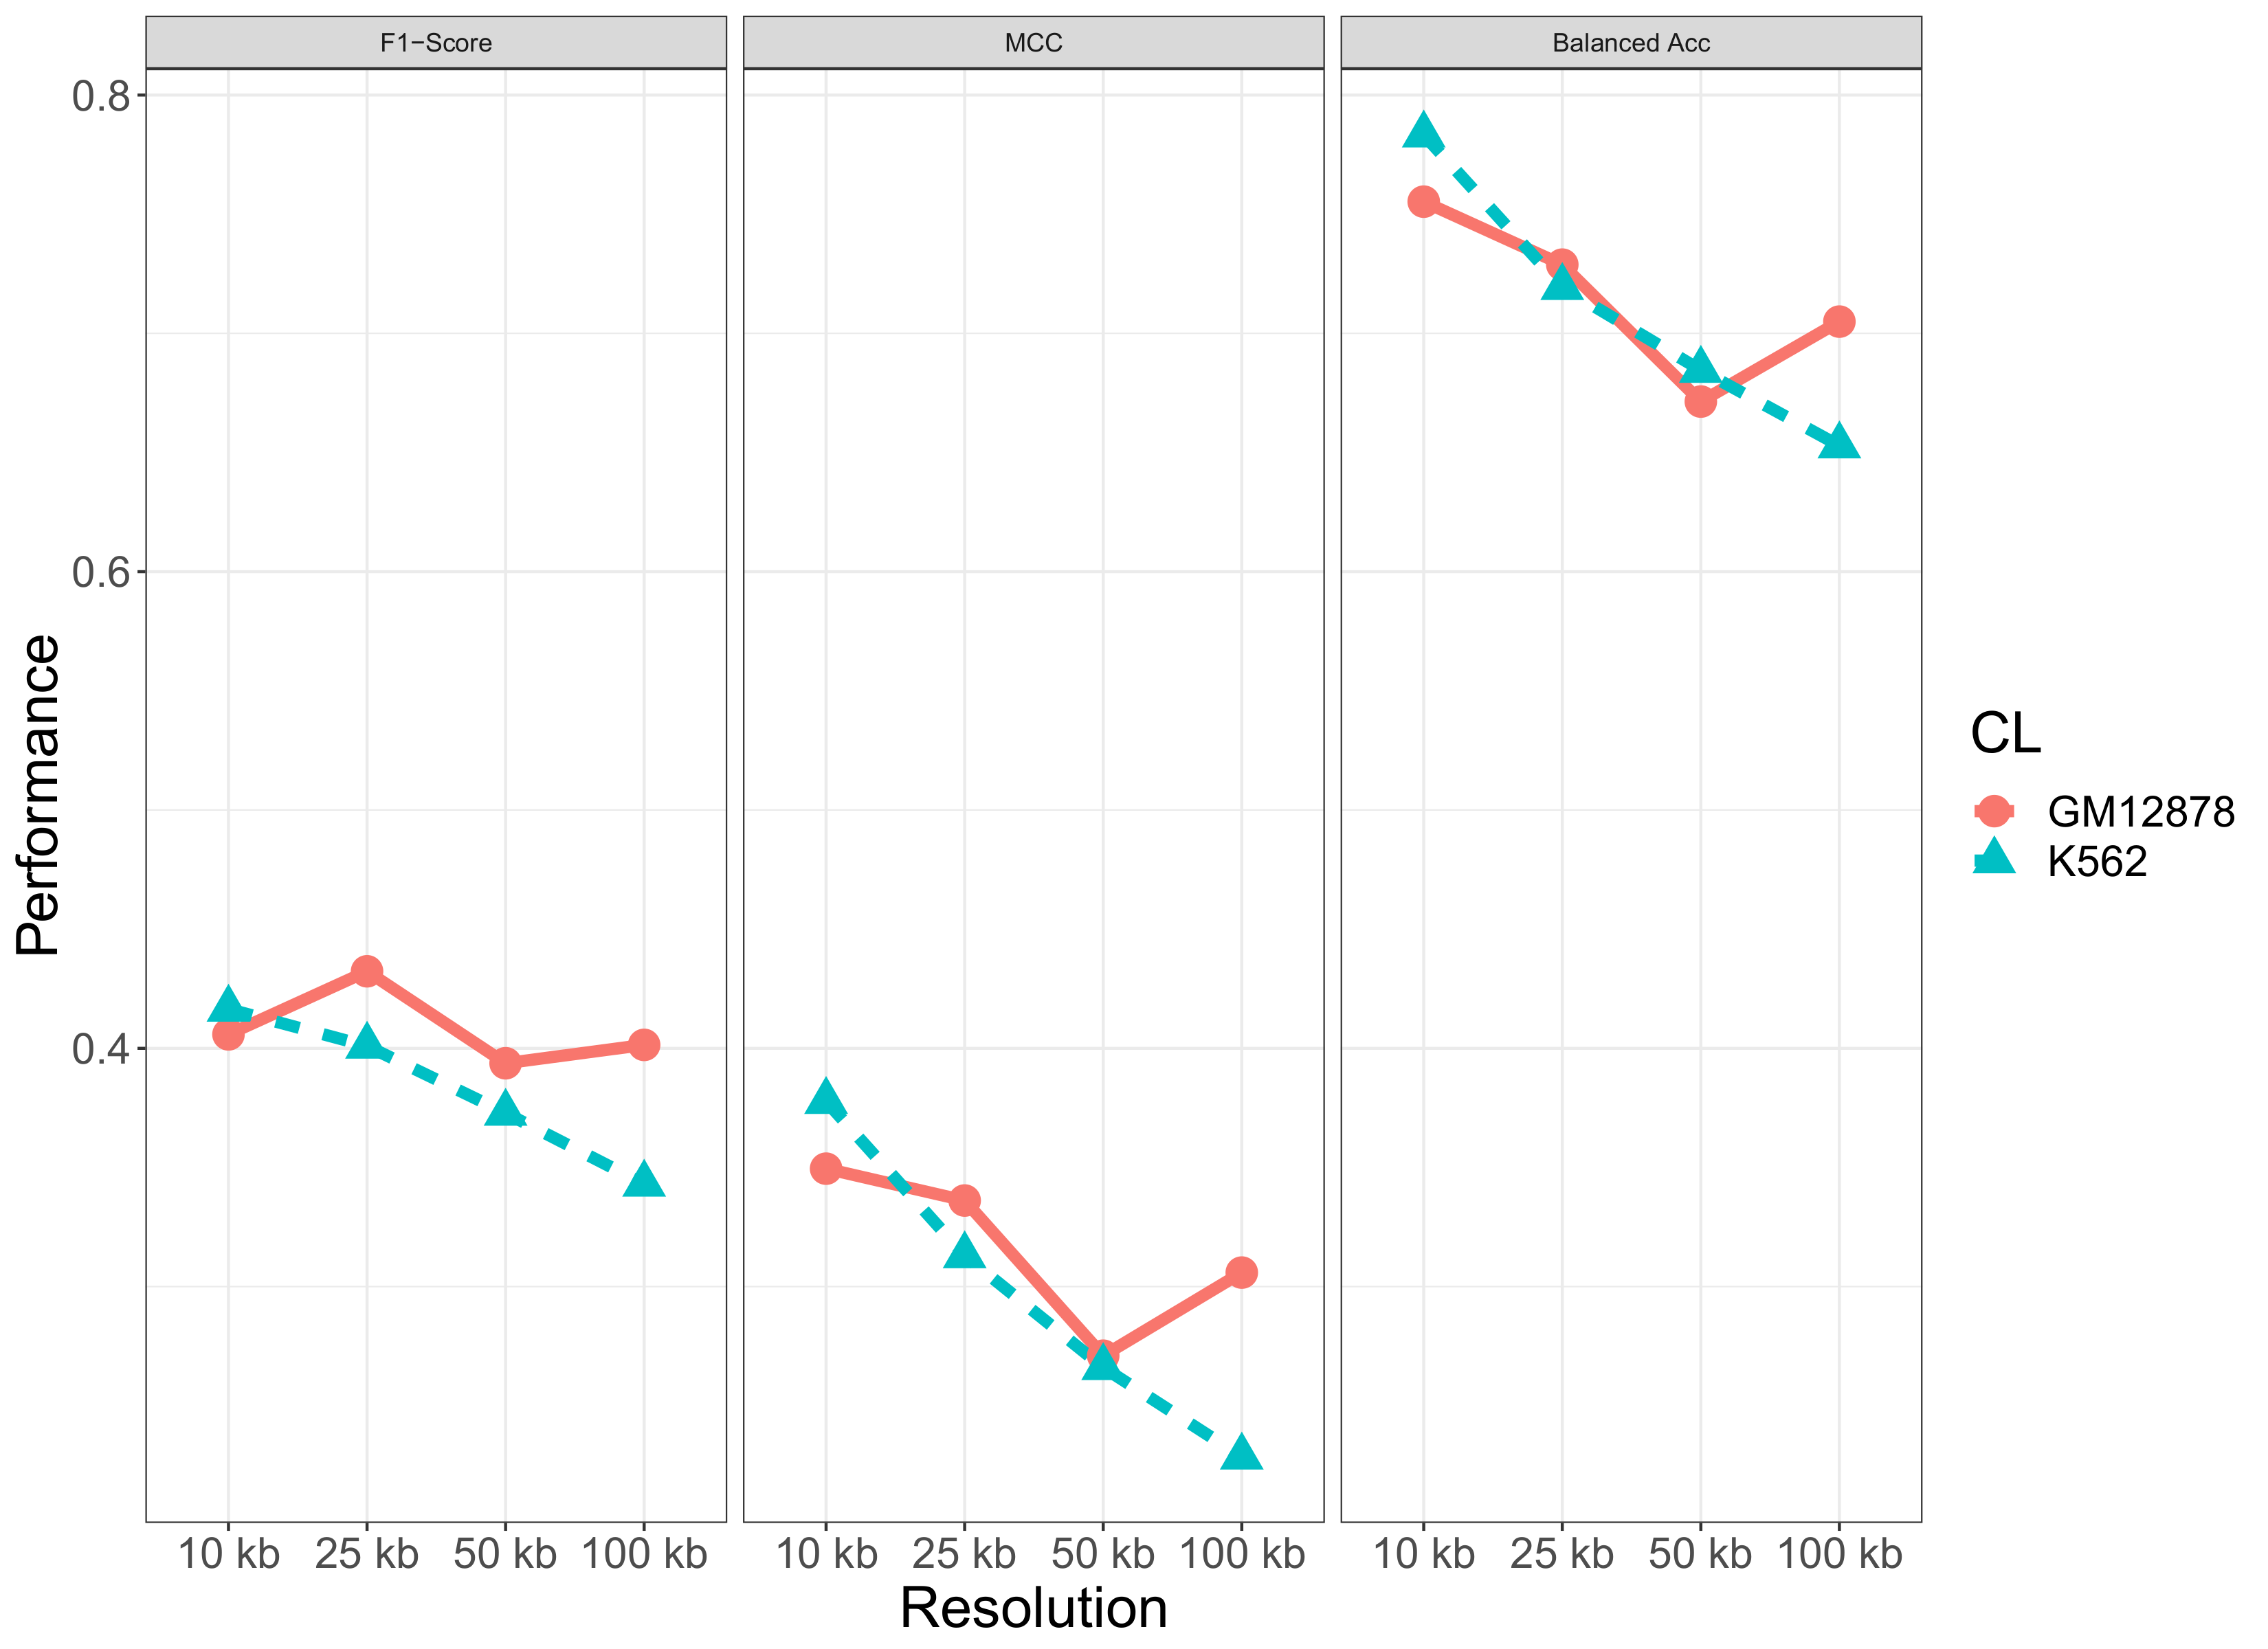 F1−Score
MCC
Balanced Acc
0.8
0.6
0.4
Performance
10 kb 25 kb 50 kb 100 kb
10 kb 25 kb 50 kb 100 kb
10 kb 25 kb 50 kb 100 kb
Resolution
CL
GM12878
K562